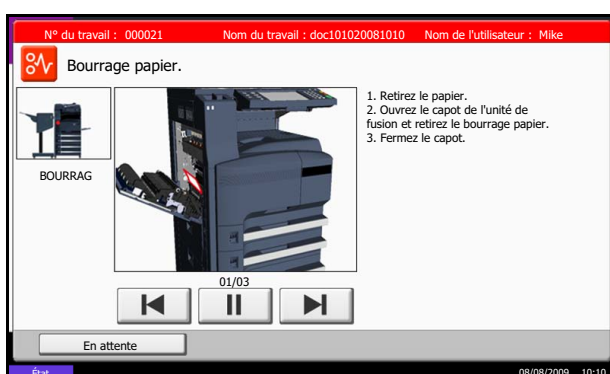 N° du travail : 000021 Nom du travail : doc101020081010 Nom de l'utilisateur : Mike
Bourrage papier.
1. Retirez le papier.
2. Ouvrez le capot de l'unité de
fusion et retirez le bourrage papier.
3. Fermez le capot.
BOURRAG
01/03
En attente
État 08/08/2009 10:10